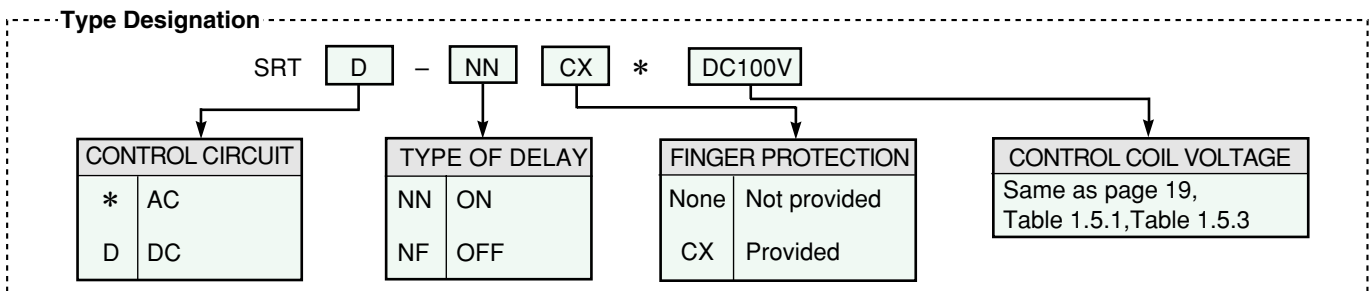 Type Designation
SRT D – NN CX * DC100V
CONTROL CIRCUIT
* AC
D DC
TYPE OF DELAY
NN ON
NF OFF
FINGER PROTECTION
None Not provided
CX Provided
CONTROL COIL VOLTAGE
Same as page 19,
Table 1.5.1,Table 1.5.3